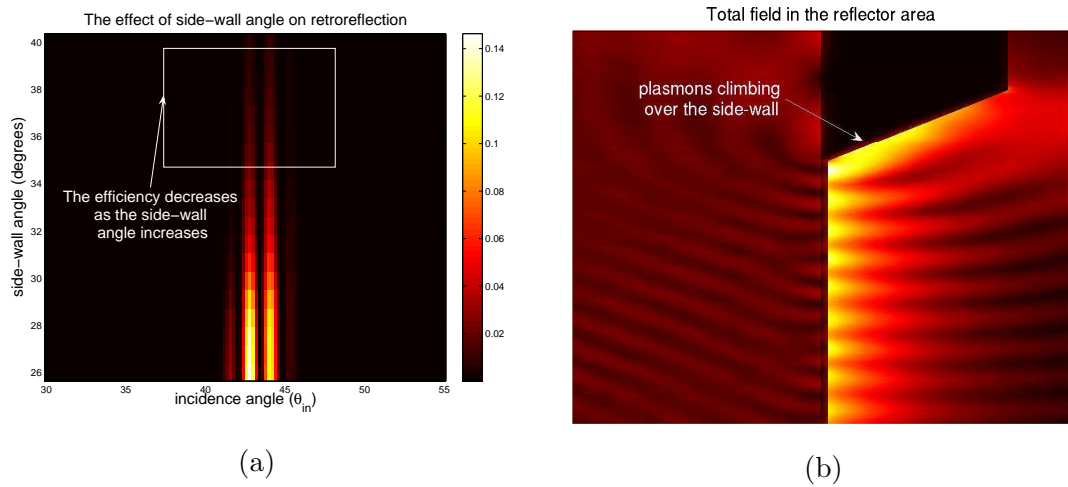 The effect of side−wall angle on retroreflection
40
38
36
34
32
30
28
26
side−wall angle (degrees)
30
40
45
50
55
incidence angle (θin)
The efficiency decreases
as the side−wall
angle increases
0.14
0.12
0.1
0.08
0.06
0.04
0.02
(a)
Total field in the reflector area
plasmons climbing
over the side-wall
(b)